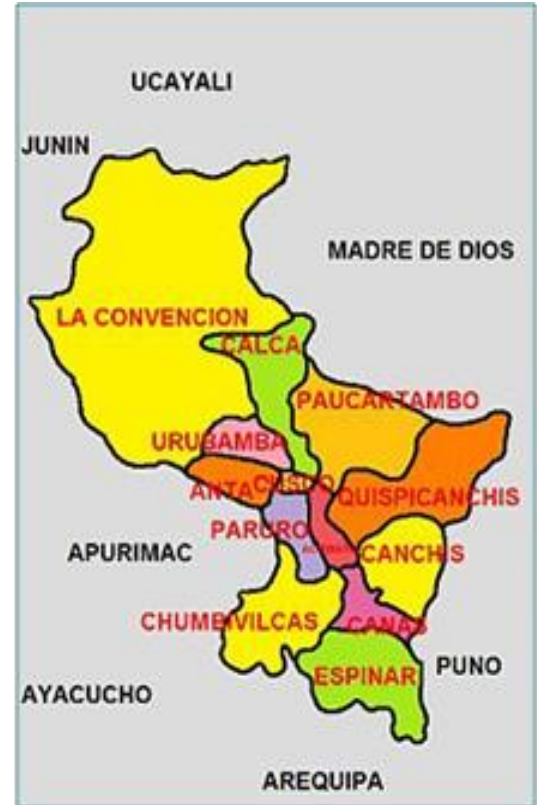 UCAYALI
JUNIN
MADRE DE DIOS
LA CONVENCION
CALCA
PAUCARTAMBO
URUBAMBA
ANTA
CUSCO
QUISPICANCHIS
PARURO
APURIMAC
CANCHIS
CHUMBIVILCAS
CANAS
PUNO
ESPINAR
AYACUCHO
AREQUIPA